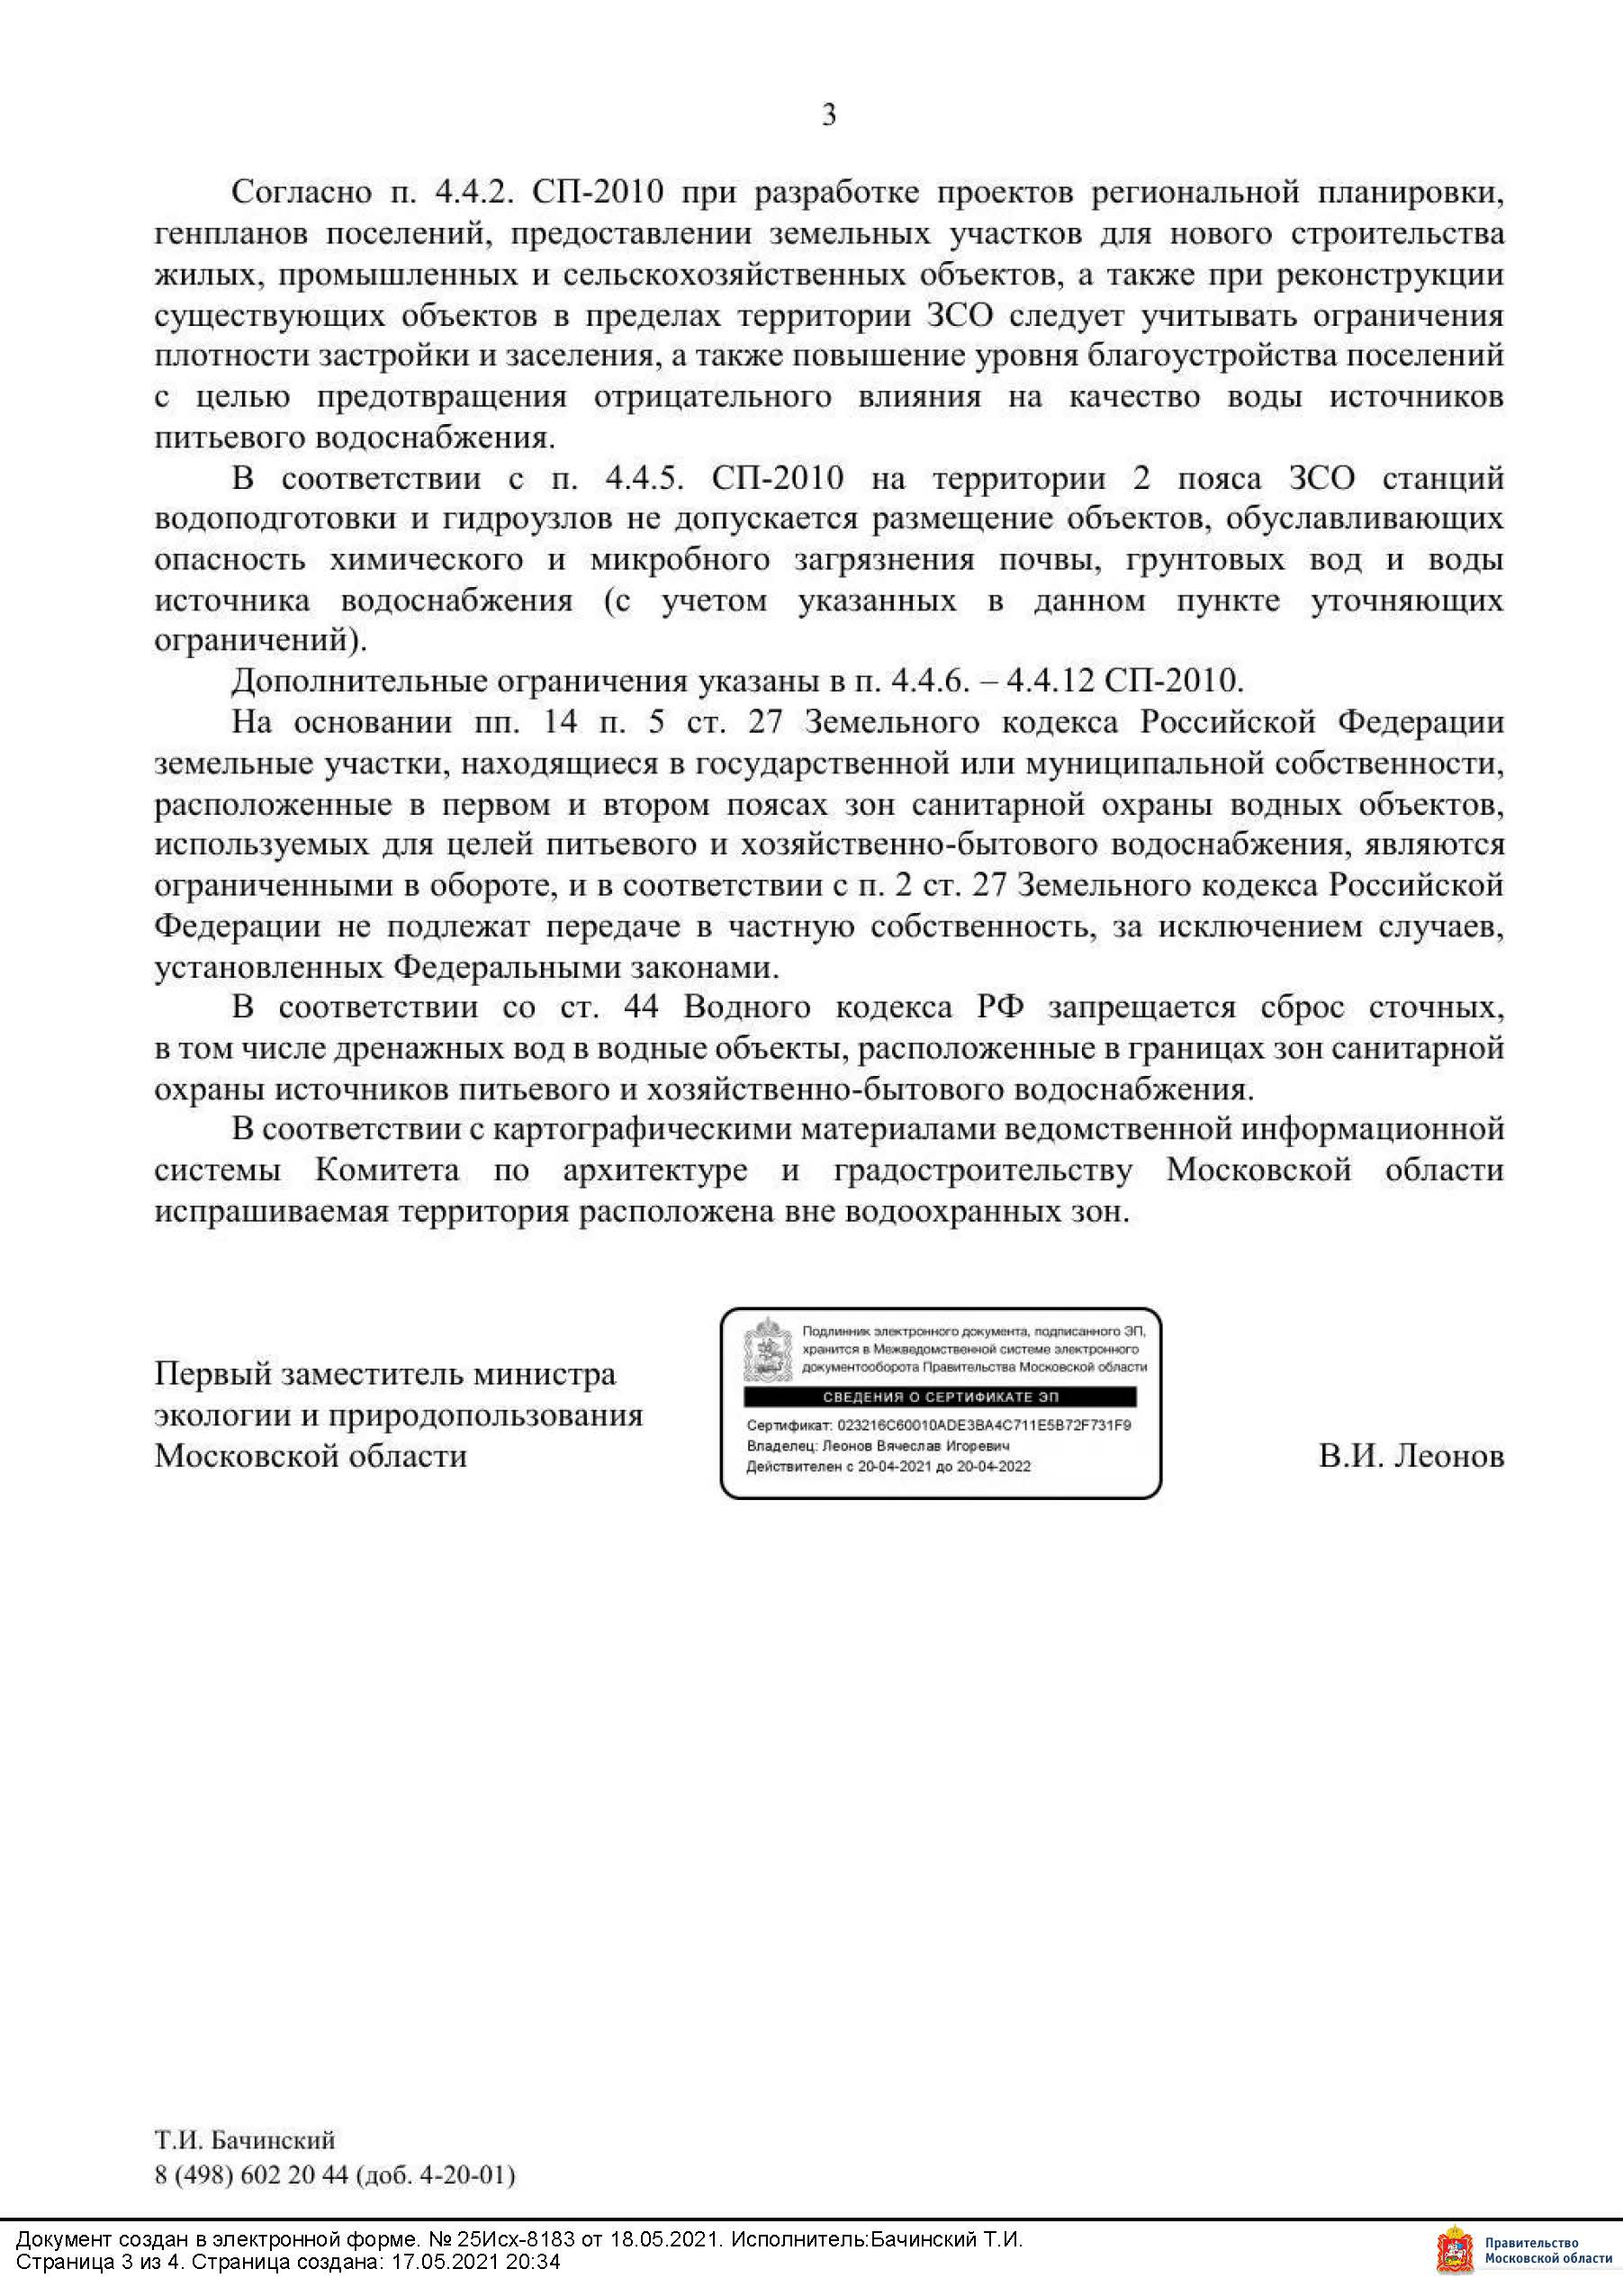 3
Согласно п. 4.4.2. СП-2010 при разработке проектов региональной планировки,
генпланов поселений, предоставлении земельных участков для нового строительства
жилых, промышленных и сельскохозяйственных объектов, а также при реконструкции
существующих объектов в пределах территории ЗСО следует учитывать ограничения
плотности застройки и заселения, а также повышение уровня благоустройства поселений
с целью предотвращения отрицательного влияния на качество воды источников
питьевого водоснабжения.
В соответствии с п. 4.4.5. СП-2010 на территории 2 пояса ЗСО станций
водоподготовки и гидроузлов не допускается размещение объектов, обуславливающих
опасность химического и микробного загрязнения почвы, грунтовых вод и воды
источника водоснабжения (с учетом указанных в данном пункте уточняющих
ограничений).
Дополнительные ограничения указаны в п. 4.4.6. – 4.4.12 СП-2010.
На основании пп. 14 п. 5 ст. 27 Земельного кодекса Российской Федерации
земельные участки, находящиеся в государственной или муниципальной собственности,
расположенные в первом и втором поясах зон санитарной охраны водных объектов,
используемых для целей питьевого и хозяйственно-бытового водоснабжения, являются
ограниченными в обороте, и в соответствии с п. 2 ст. 27 Земельного кодекса Российской
Федерации не подлежат передаче в частную собственность, за исключением случаев,
установленных Федеральными законами.
В соответствии со ст. 44 Водного кодекса РФ запрещается сброс сточных,
в том числе дренажных вод в водные объекты, расположенные в границах зон санитарной
охраны источников питьевого и хозяйственно-бытового водоснабжения.
В соответствии с картографическими материалами ведомственной информационной
системы Комитета по архитектуре и градостроительству Московской области
испрашиваемая территория расположена вне водоохранных зон.
Первый заместитель министра
экологии и природопользования
Московской области
Подлинник электронного документа, подписанного ЭП,
хранится в Межведомственной системе электронного
документооборота Правительства Московской области
СВЕДЕНИЯ О СЕРТИФИКАТЕ ЭП
Сертификат: 023216C60010ADE3BA4C711E5B72F731F9
Владелец: Леонов Вячеслав Игоревич
Действителен с 20-04-2021 до 20-04-2022
В.И. Леонов
Т.И. Бачинский
8 (498) 602 20 44 (доб. 4-20-01)
Документ создан в электронной форме. № 25Исх-8183 от 18.05.2021. Исполнитель:Бачинский Т.И.
Страница 3 из 4. Страница создана: 17.05.2021 20:34
Правительство
Московской области